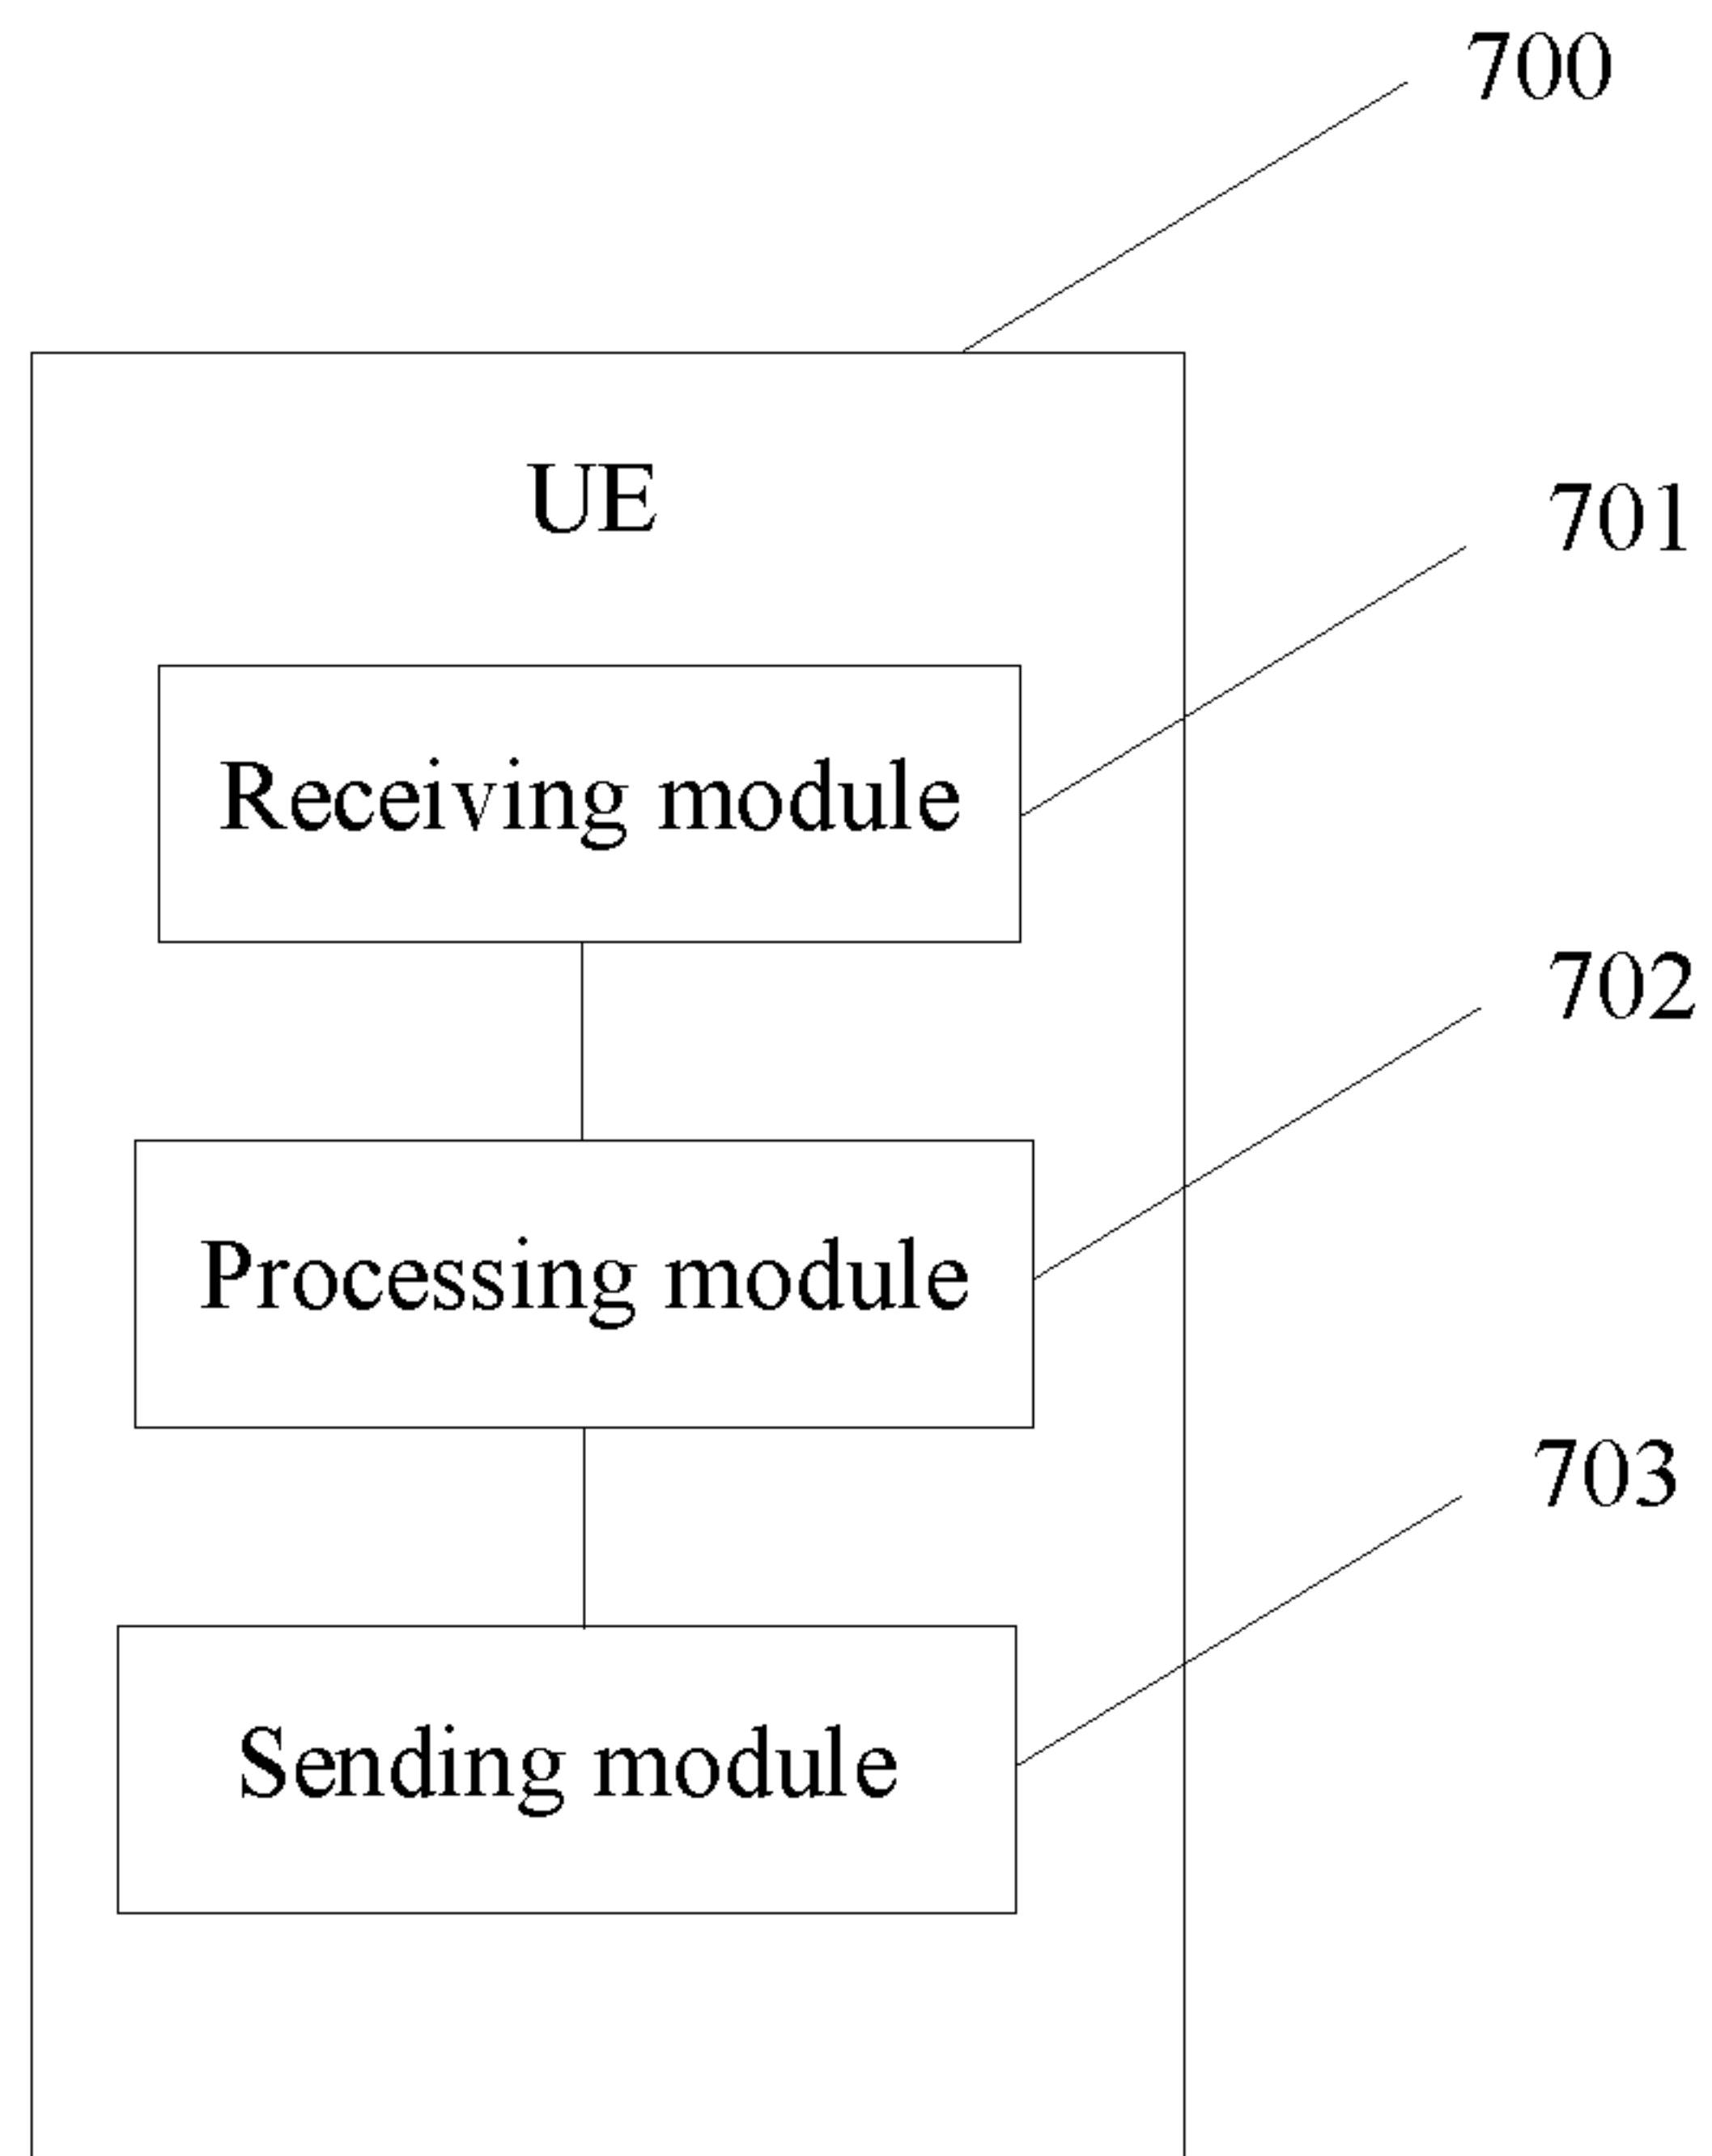 700
UE
701
Receiving module
702
Processing module
703
Sending module